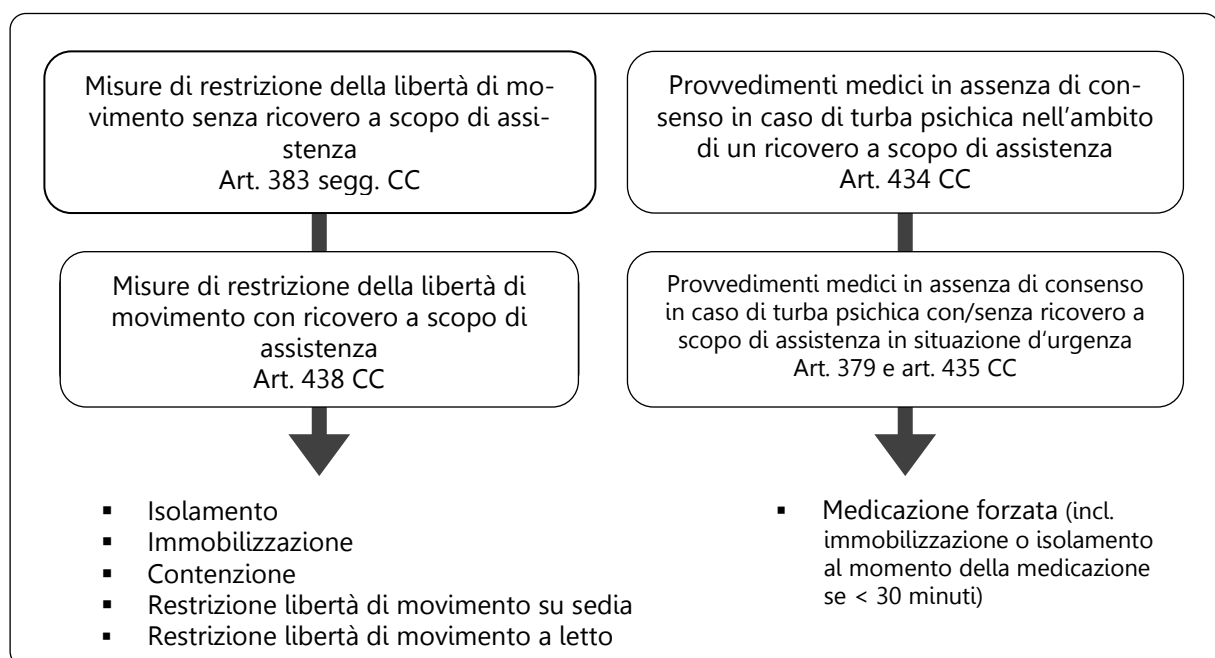 Misure di restrizione della libertà di mo-
vimento senza ricovero a scopo di assi-
stenza
Art. 383 segg. CC
Misure di restrizione della libertà di
movimento con ricovero a scopo di
assistenza
Art. 438 CC
▪ Isolamento
▪ Immobilizzazione
▪ Contenzione
▪ Restrizione libertà di movimento su sedia
▪ Restrizione libertà di movimento a letto
Provvedimenti medici in assenza di con-
senso in caso di turba psichica nell’ambito
di un ricovero a scopo di assistenza
Art. 434 CC
Provvedimenti medici in assenza di consenso
in caso di turba psichica con/senza ricovero a
scopo di assistenza in situazione d‘urgenza
Art. 379 e art. 435 CC
▪ Medicazione forzata (incl.
immobilizzazione o isolamento
al momento della medicazione
se < 30 minuti)